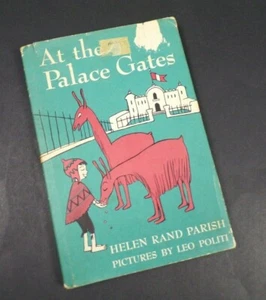 At the
Palace Gates
HELEN RAND PARISH
PICTURES BY LEO POLITI